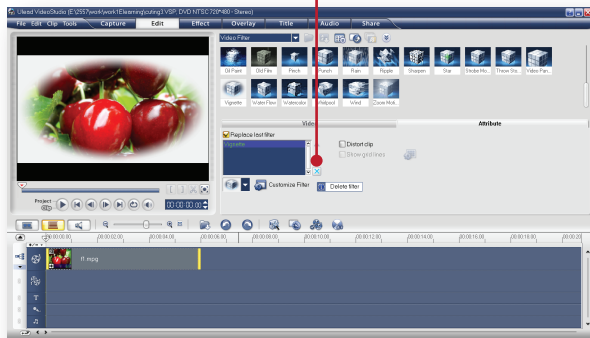 Ulead VideoStudio [E:\2557\work\work1Elearning\cuting3.VSP, DVD NTSC 720*480 - Stereo]
File Edit Clip Tools Capture Edit Effect Overlay Title Audio Share
Video Filter
Oil Paint Old Film Pinch Punch Rain Ripple Sharpen Star Strobe Mo... Throw Sto... Video Pan...
Vignette Water Flow Watercolor Whirlpool Wind Zoom Moti...
Video Attribute
Replace last filter
Vignette
Distort clip
Show grid lines
Customize Filter
Delete filter
Project
Clip
00:00:00:00
00:00:00:00 00:00:02:00 00:00:04:00 00:00:06:00 00:00:08:00 00:00:10:00 00:00:12:00 00:00:14:00 00:00:16:00 00:00:18:00 00:00:20
f1.mpg
T